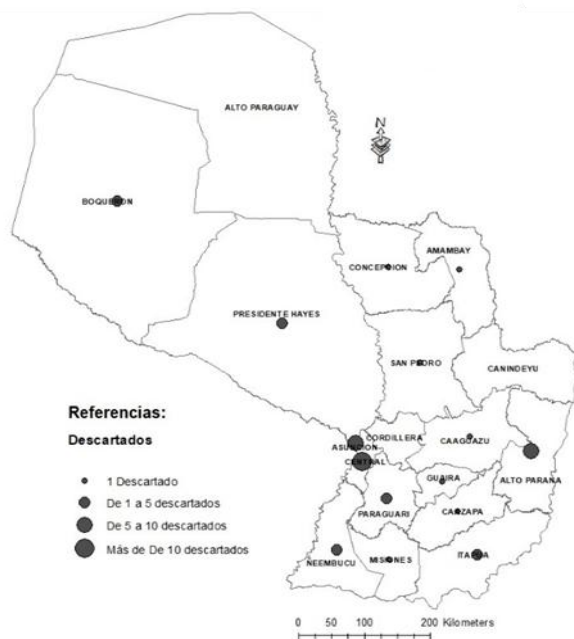 N
ALTO PARAGUAY
BOQUERON
AMAMBAY
CONCEPCION
PRESIDENTE HAYES
SAN PEDRO
CANINDEYU
Referencias:
Descartados
1 Descartado
De 1 a 5 descartados
De 5 a 10 descartados
Más de De 10 descartados
CORDILLERA
ASUNCION
CAAGUAZU
CENTRAL
GUAIRA
ALTO PARANA
CAAZAPA
PARAGUARI
ITAPUA
MISIONES
ÑEEMBUCU
0 50 100 200 Kilometers